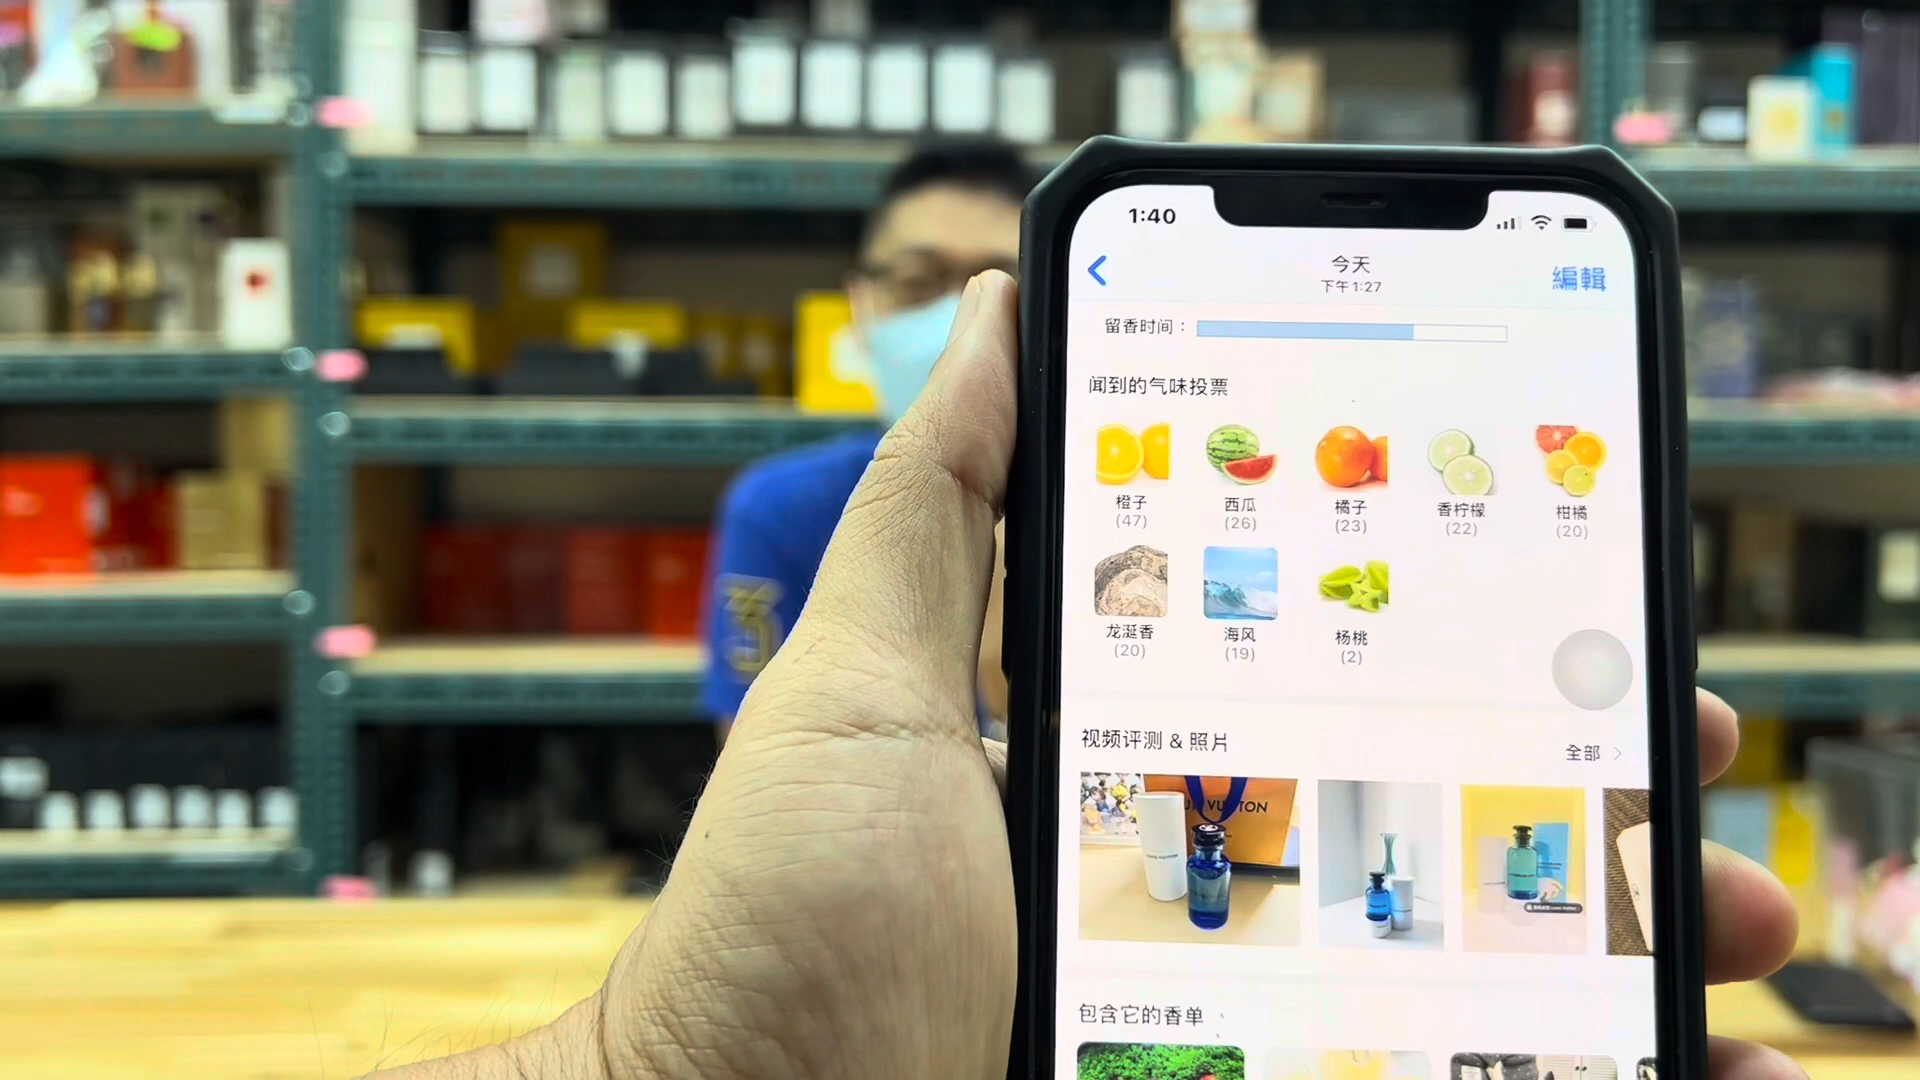 1:40
今天
下午1:27
編輯
留香时间：
闻到的气味投票
橙子 西瓜 橘子 香柠檬 柑橘
(47) (26) (23) (22) (20)
龙涎香 海风 杨桃
(20) (19) (2)
视频评测 & 照片
全部
VUITTON
包含它的香单